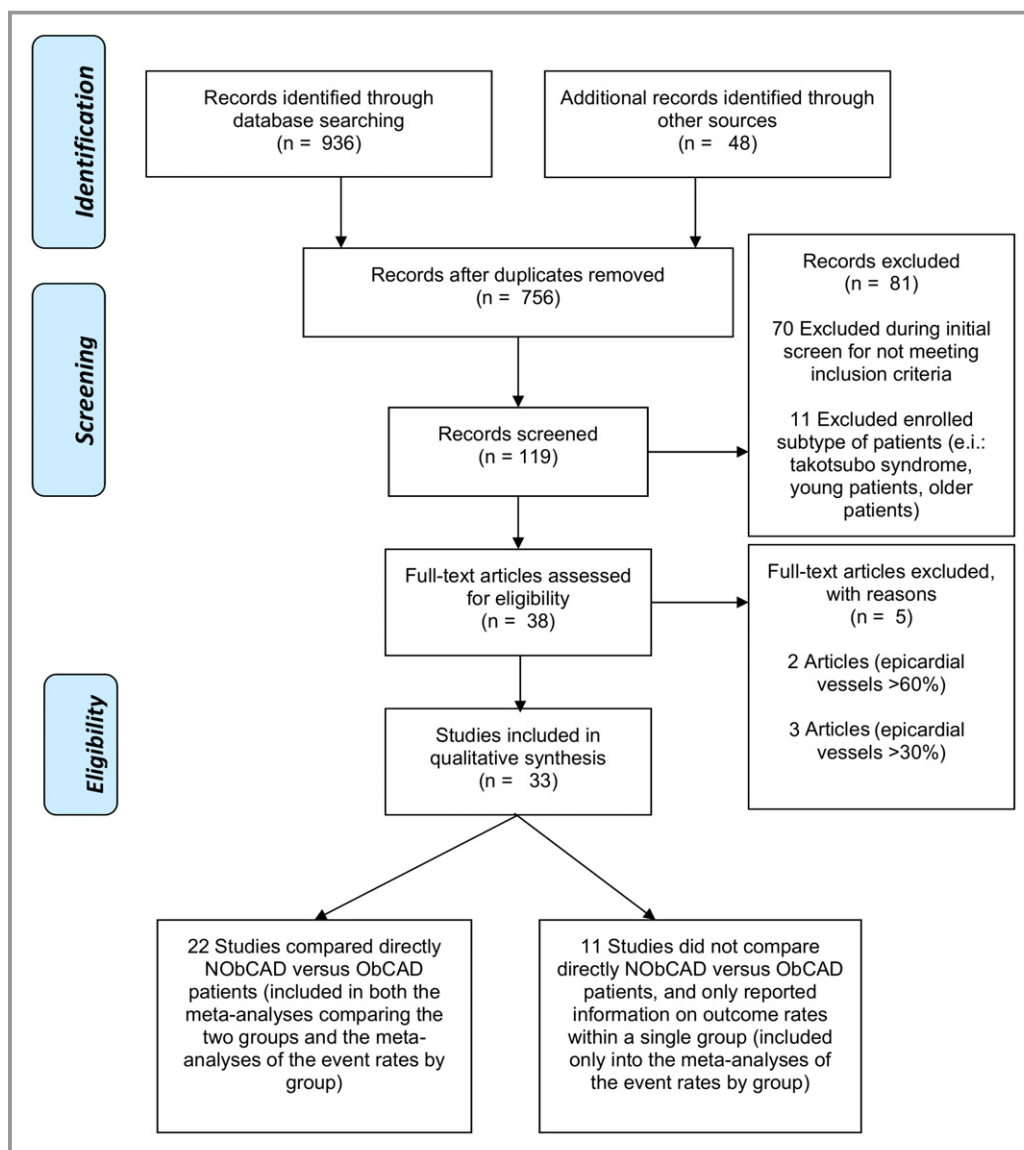 Identification
Records identified through
database searching
(n = 936)
Additional records identified through
other sources
(n = 48)
Records after duplicates removed
(n = 756)
Screening
Records screened
(n = 119)
Records excluded
(n = 81)
70 Excluded during initial
screen for not meeting
inclusion criteria
11 Excluded enrolled
subtype of patients (e.i.:
takotsubo syndrome,
young patients, older
patients)
Eligibility
Full-text articles assessed
for eligibility
(n = 38)
Full-text articles excluded,
with reasons
(n = 5)
2 Articles (epicardial
vessels >60%)
3 Articles (epicardial
vessels >30%)
Studies included in
qualitative synthesis
(n = 33)
22 Studies compared directly
NObCAD versus ObCAD
patients (included in both the
meta-analyses comparing the
two groups and the meta-
analyses of the event rates by
group)
11 Studies did not compare
directly NObCAD versus ObCAD
patients, and only reported
information on outcome rates
within a single group (included
only into the meta-analyses of
the event rates by group)